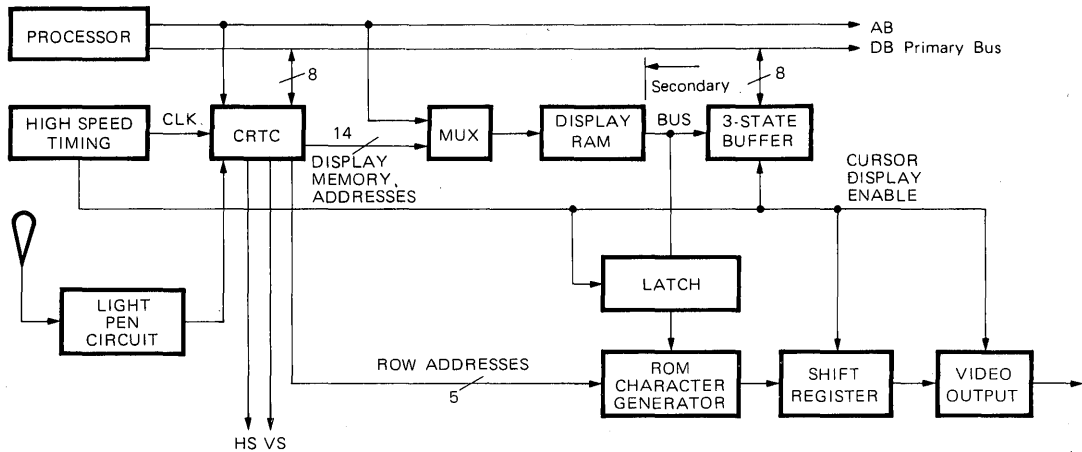 PROCESSOR
AB
DB Primary Bus
8
Secondary
8
HIGH SPEED
TIMING
CLK.
CRTC
14
DISPLAY
MEMORY
ADDRESSES
MUX
DISPLAY
RAM
BUS
3-STATE
BUFFER
CURSOR
DISPLAY
ENABLE
LATCH
LIGHT
PEN
CIRCUIT
ROW ADDRESSES
5
ROM
CHARACTER
GENERATOR
SHIFT
REGISTER
VIDEO
OUTPUT
HS VS